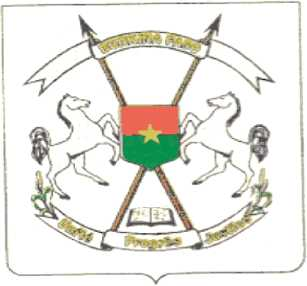 BURKINA FASO
Unité Progrès Justice